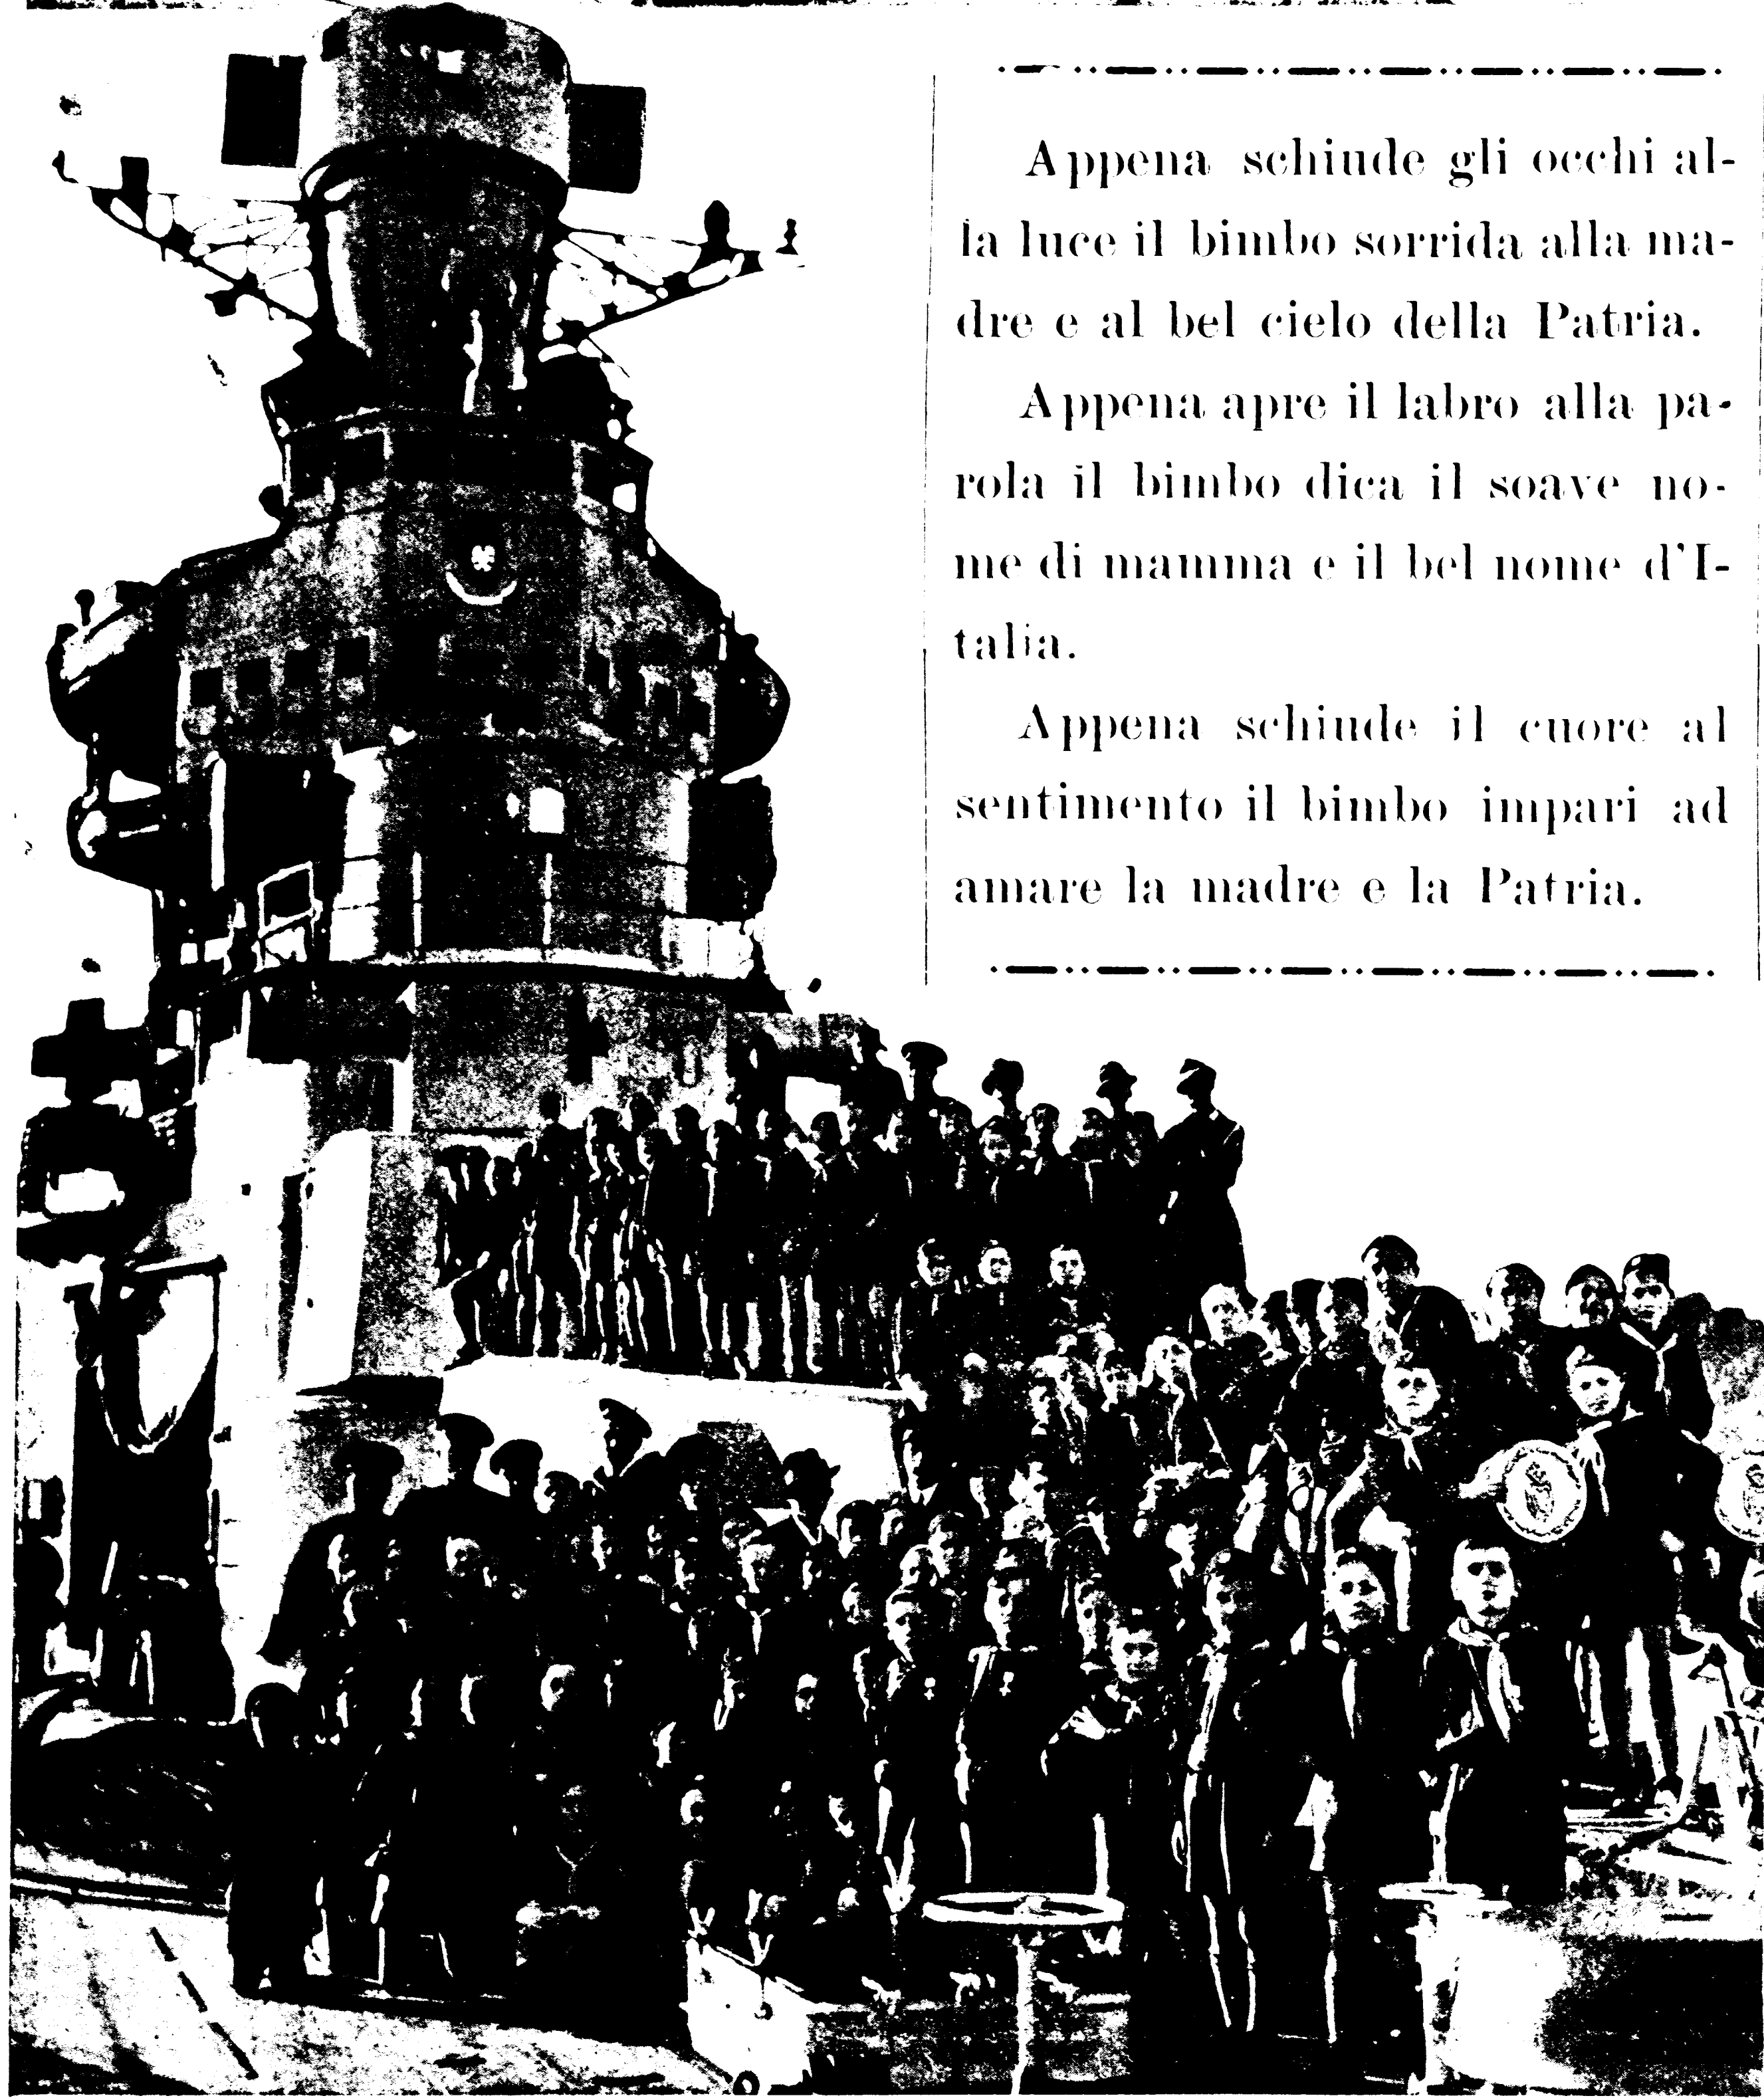 Appena schiude gli occhi al-
la luce il bimbo sorrida alla ma-
dre e al bel cielo della Patria.
Appena apre il labro alla pa-
rola il bimbo dica il soave no-
me di mamma e il bel nome d'I-
talia.
Appena schiude il cuore al
sentimento il bimbo impari ad
amare la madre e la Patria.